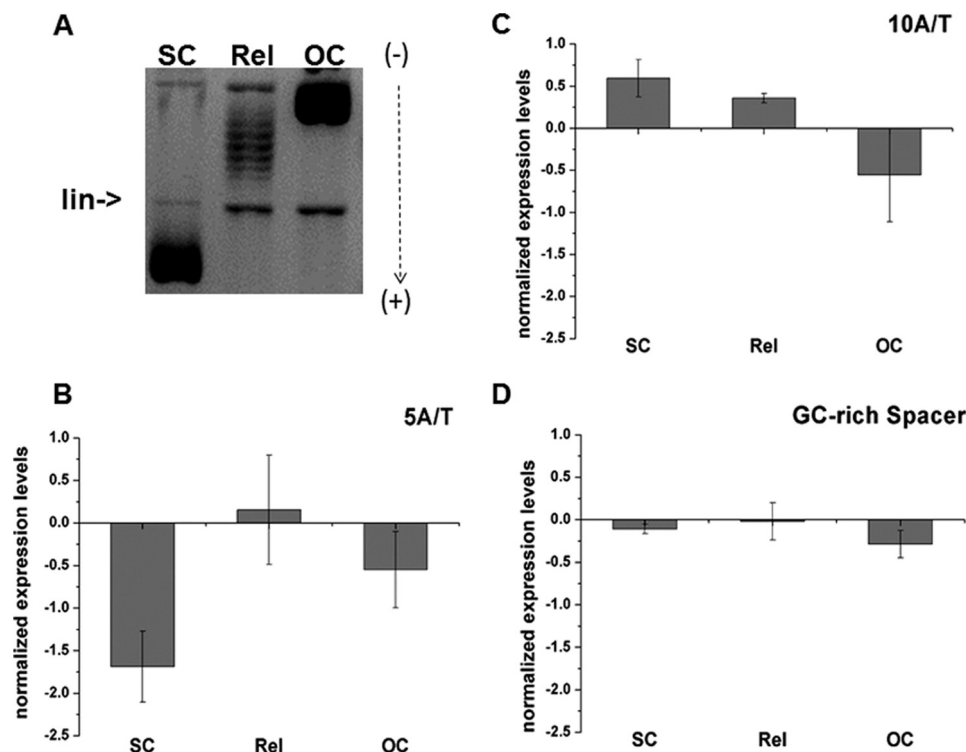 A
SC Rel OC (-)
lin->
(+)
B
5A/T
normalized expression levels
1.0
0.5
0.0
-0.5
-1.0
-1.5
-2.0
-2.5
SC Rel OC
C
10A/T
normalized expression levels
1.0
0.5
0.0
-0.5
-1.0
-1.5
-2.0
-2.5
SC Rel OC
D
GC-rich Spacer
normalized expression levels
1.0
0.5
0.0
-0.5
-1.0
-1.5
-2.0
-2.5
SC Rel OC